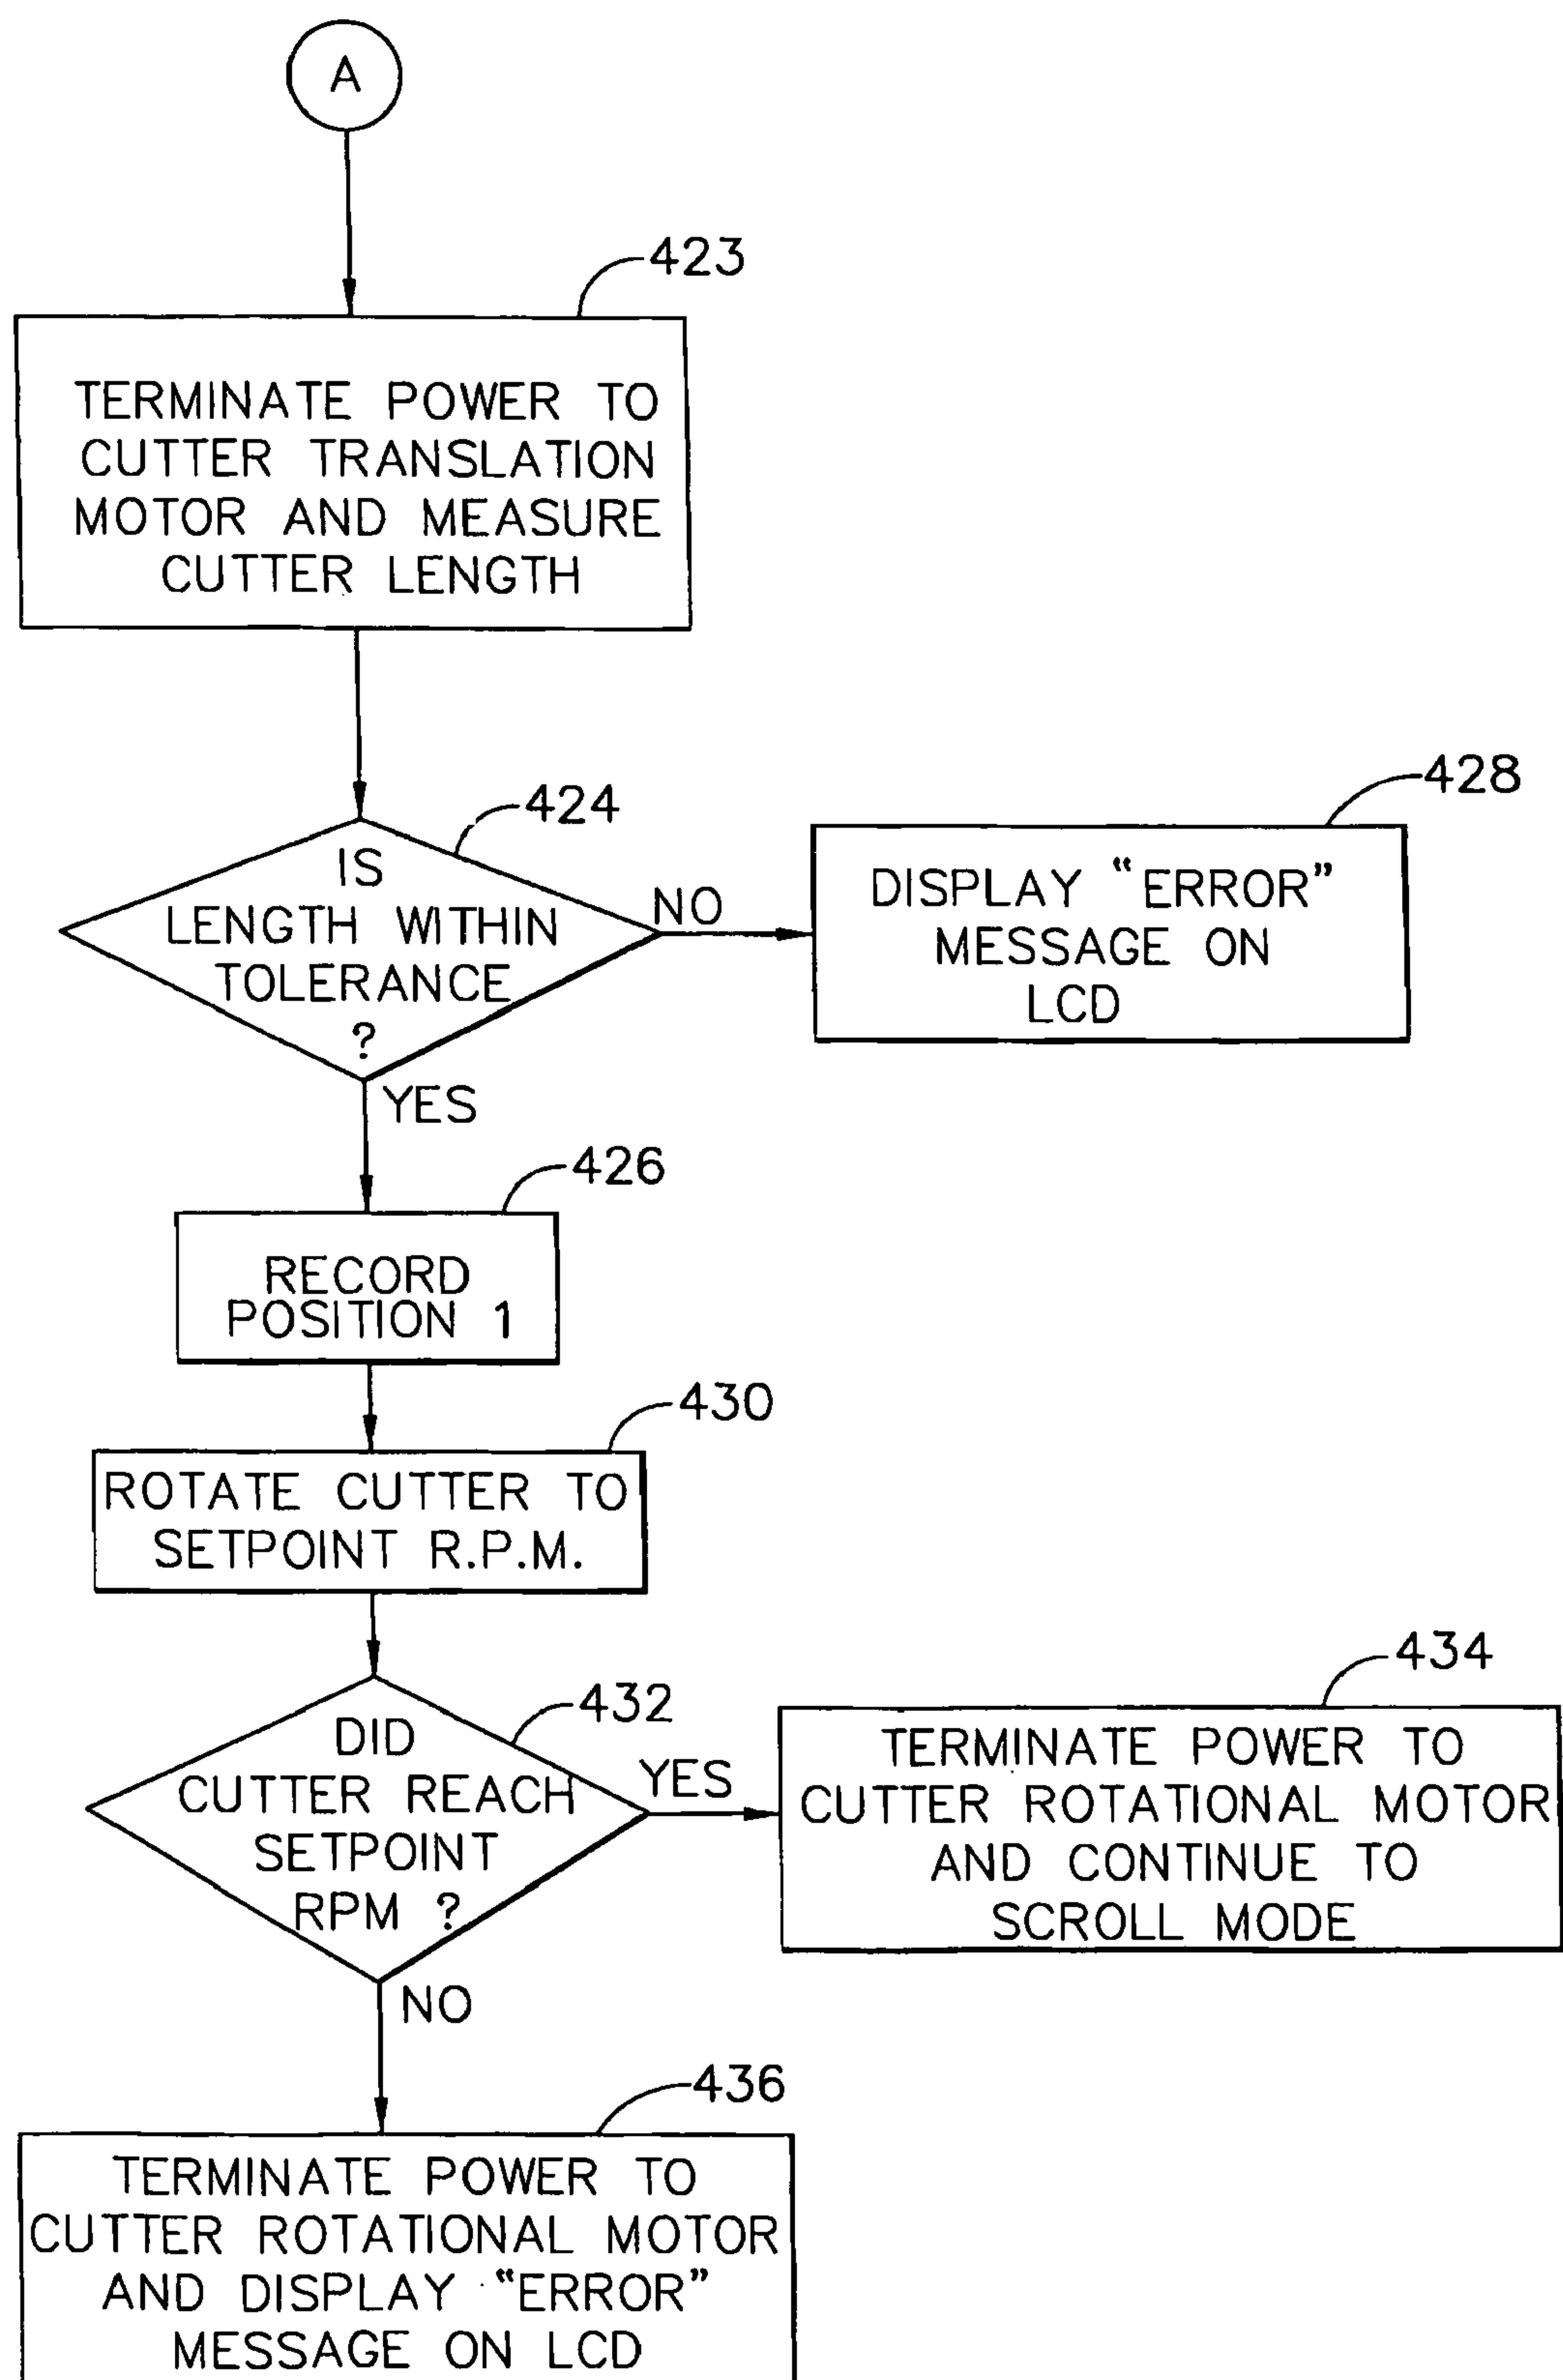 A
423
TERMINATE POWER TO
CUTTER TRANSLATION
MOTOR AND MEASURE
CUTTER LENGTH
424
IS
LENGTH WITHIN
TOLERANCE
?
NO
428
DISPLAY “ERROR”
MESSAGE ON
LCD
YES
426
RECORD
POSITION 1
430
ROTATE CUTTER TO
SETPOINT R.P.M.
432
DID
CUTTER REACH
SETPOINT
RPM ?
YES
434
TERMINATE POWER TO
CUTTER ROTATIONAL MOTOR
AND CONTINUE TO
SCROLL MODE
NO
436
TERMINATE POWER TO
CUTTER ROTATIONAL MOTOR
AND DISPLAY “ERROR”
MESSAGE ON LCD